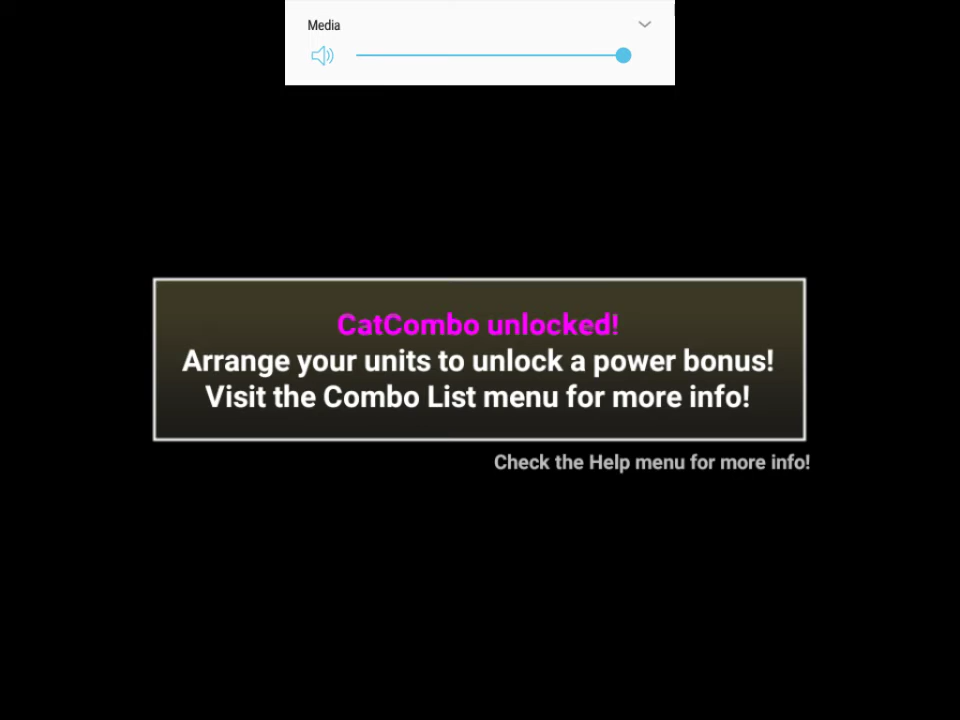 Media
CatCombo unlocked!
Arrange your units to unlock a power bonus!
Visit the Combo List menu for more info!
Check the Help menu for more info!